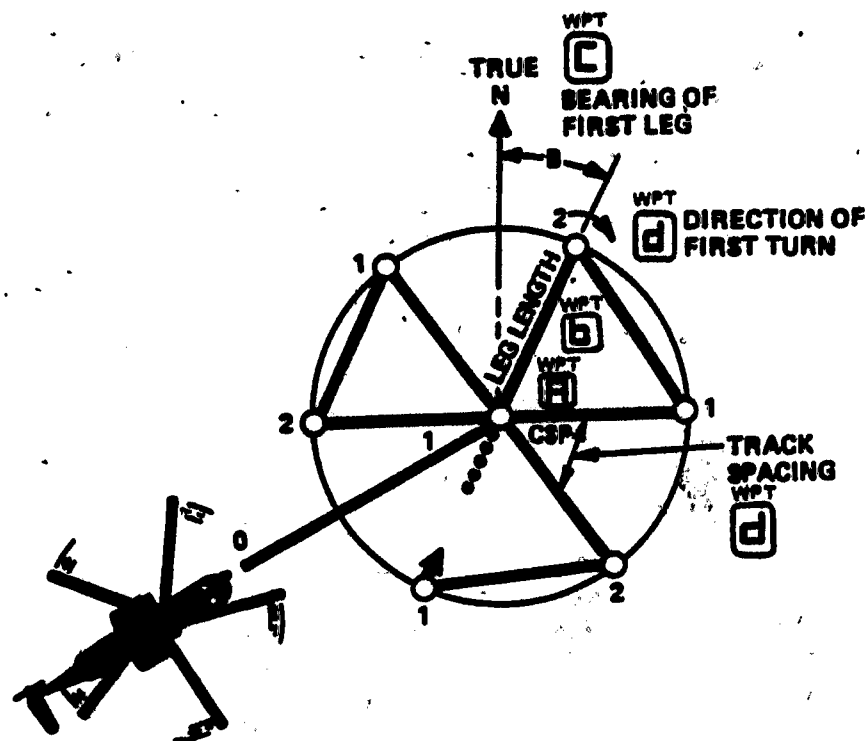 WPT
C
TRUE
N
BEARING OF
FIRST LEG
B
WPT
d
DIRECTION OF
FIRST TURN
2
1
LEG LENGTH
WPT
b
WPT
A
2
1
CSP
1
TRACK
SPACING
WPT
d
0
1
2